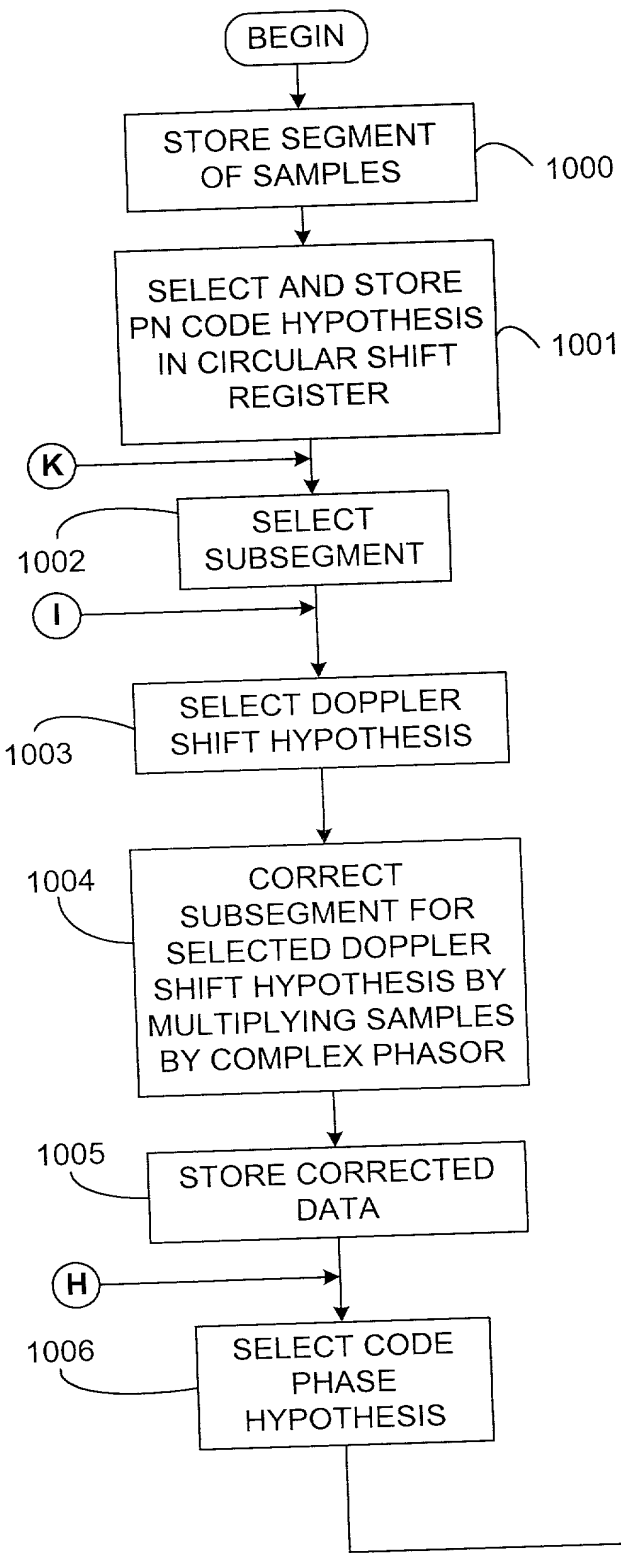 BEGIN
STORE SEGMENT
OF SAMPLES
1000
SELECT AND STORE
PN CODE HYPOTHESIS
IN CIRCULAR SHIFT
REGISTER
1001
K
SELECT
SUBSEGMENT
1002
I
SELECT DOPPLER
SHIFT HYPOTHESIS
1003
CORRECT
SUBSEGMENT FOR
SELECTED DOPPLER
SHIFT HYPOTHESIS BY
MULTIPLYING SAMPLES
BY COMPLEX PHASOR
1004
STORE CORRECTED
DATA
1005
H
SELECT CODE
PHASE
HYPOTHESIS
1006